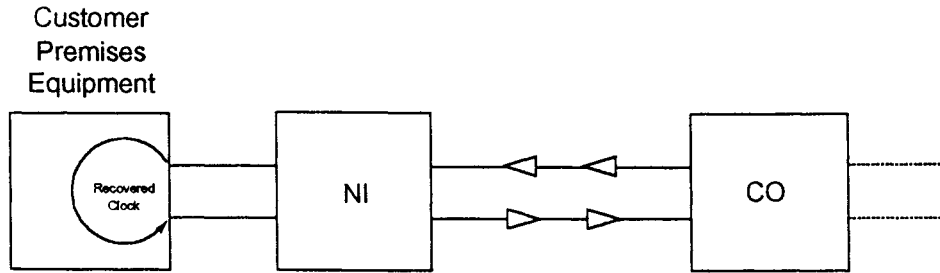 Customer
Premises
Equipment
Recovered
Clock
NI
CO